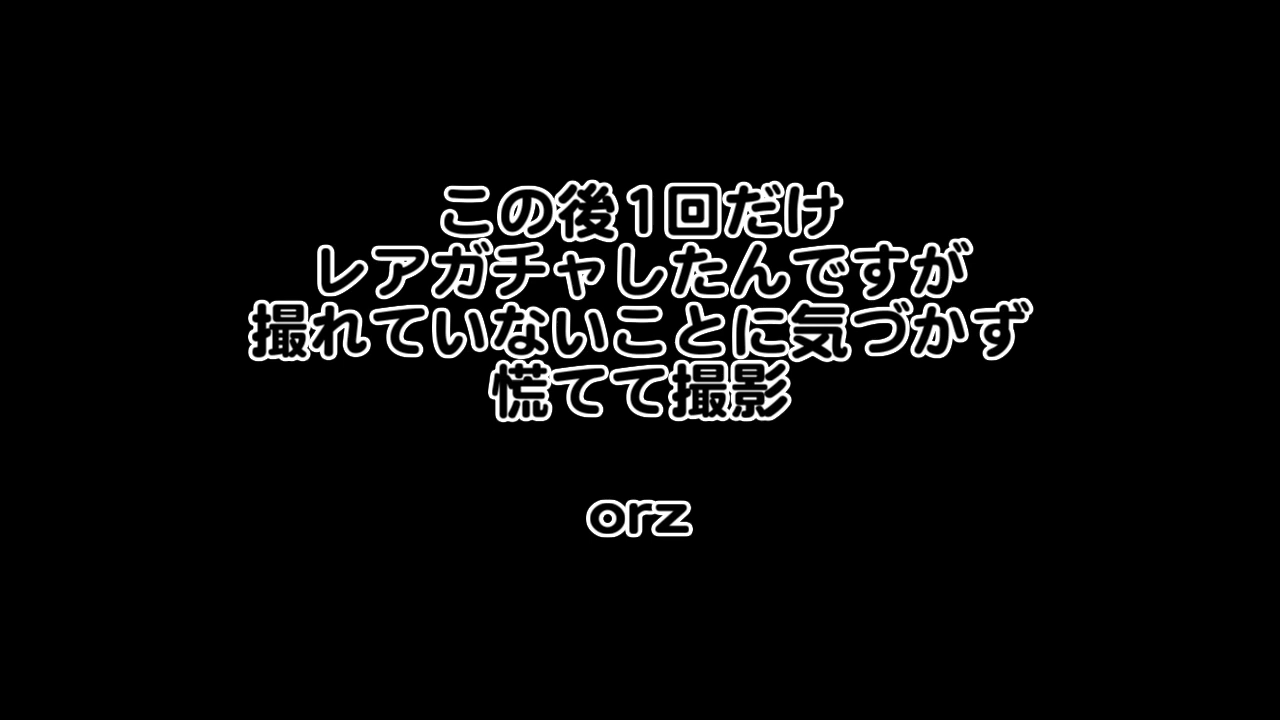 この後1回だけ
レアガチャしたんですが
撮れていないことに気づかず
慌てて撮影
orz